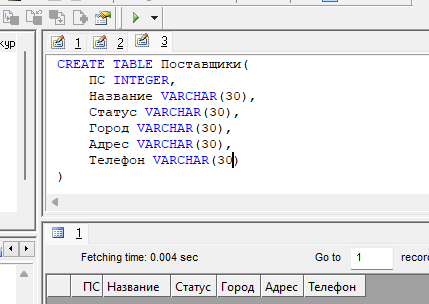 кур
1 2 3
CREATE TABLE Поставщики(
ПС INTEGER,
Название VARCHAR(30),
Статус VARCHAR(30),
Город VARCHAR(30),
Адрес VARCHAR(30),
Телефон VARCHAR(30)
)
1
Fetching time: 0.004 sec Go to 1 recor
ПС Название Статус Город Адрес Телефон